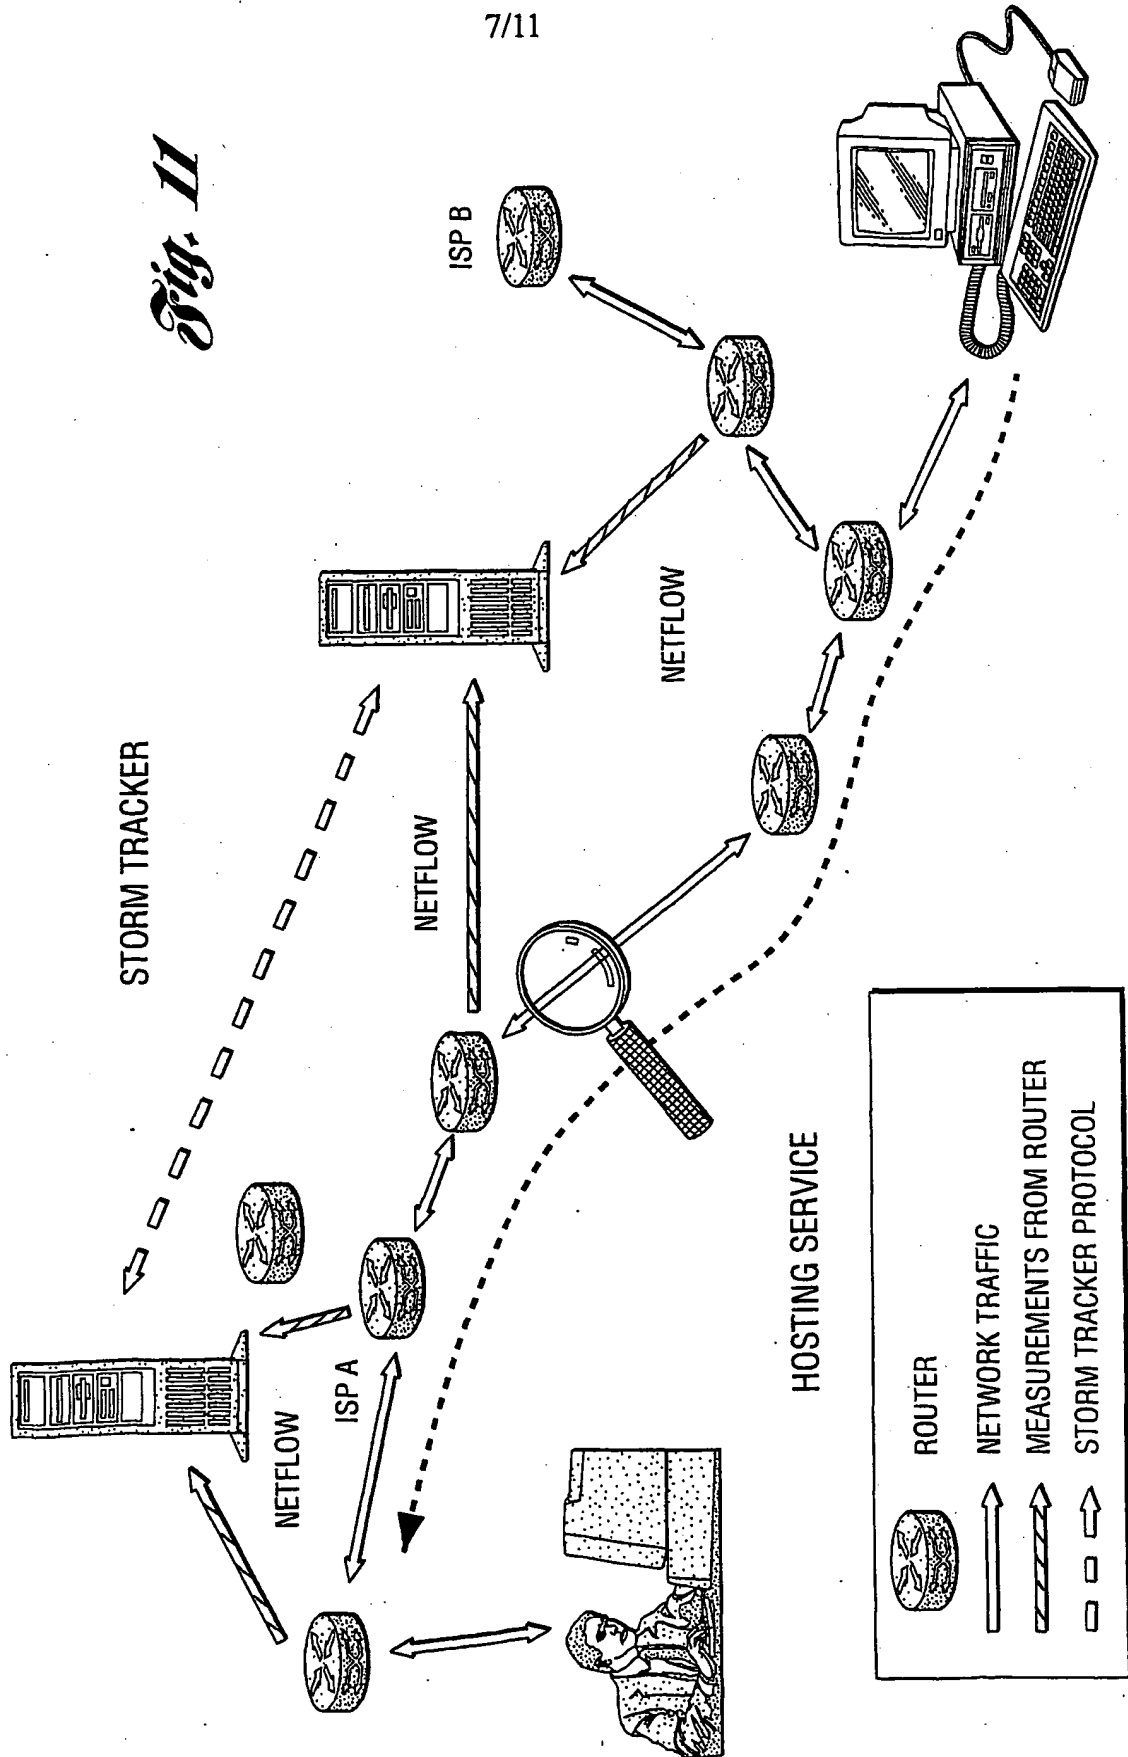 7/11
Fig. 11
STORM TRACKER
ISP B
NETFLOW
NETFLOW
ISP A
NETFLOW
HOSTING SERVICE
ROUTER
NETWORK TRAFFIC
MEASUREMENTS FROM ROUTER
STORM TRACKER PROTOCOL